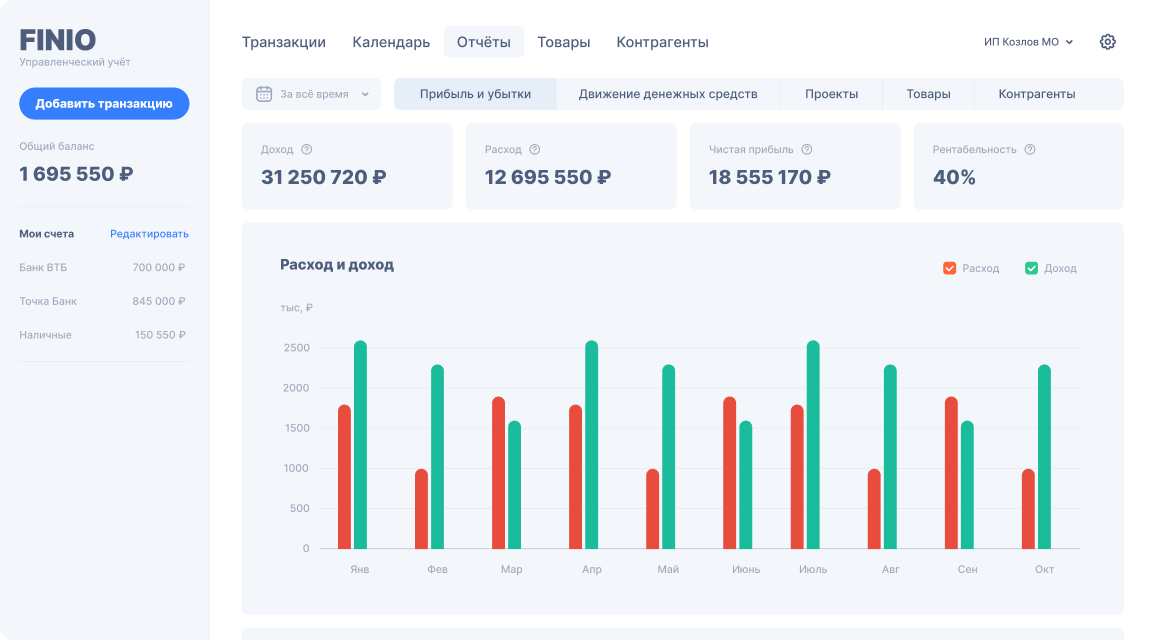 FINIO
Управленческий учёт
Добавить транзакцию
Общий баланс
1 695 550 ₽
Мои счета Редактировать
Банк ВТБ 700 000 ₽
Точка Банк 845 000 ₽
Наличные 150 550 ₽
Транзакции Календарь Отчёты Товары Контрагенты ИП Козлов МО
За всё время Прибыль и убытки Движение денежных средств Проекты Товары Контрагенты
Доход ? Расход ? Чистая прибыль ? Рентабельность ?
31 250 720 ₽ 12 695 550 ₽ 18 555 170 ₽ 40%
Расход и доход Расход Доход
тыс, ₽
2500
2000
1500
1000
500
0
Янв Фев Мар Апр Май Июнь Июль Авг Сен Окт